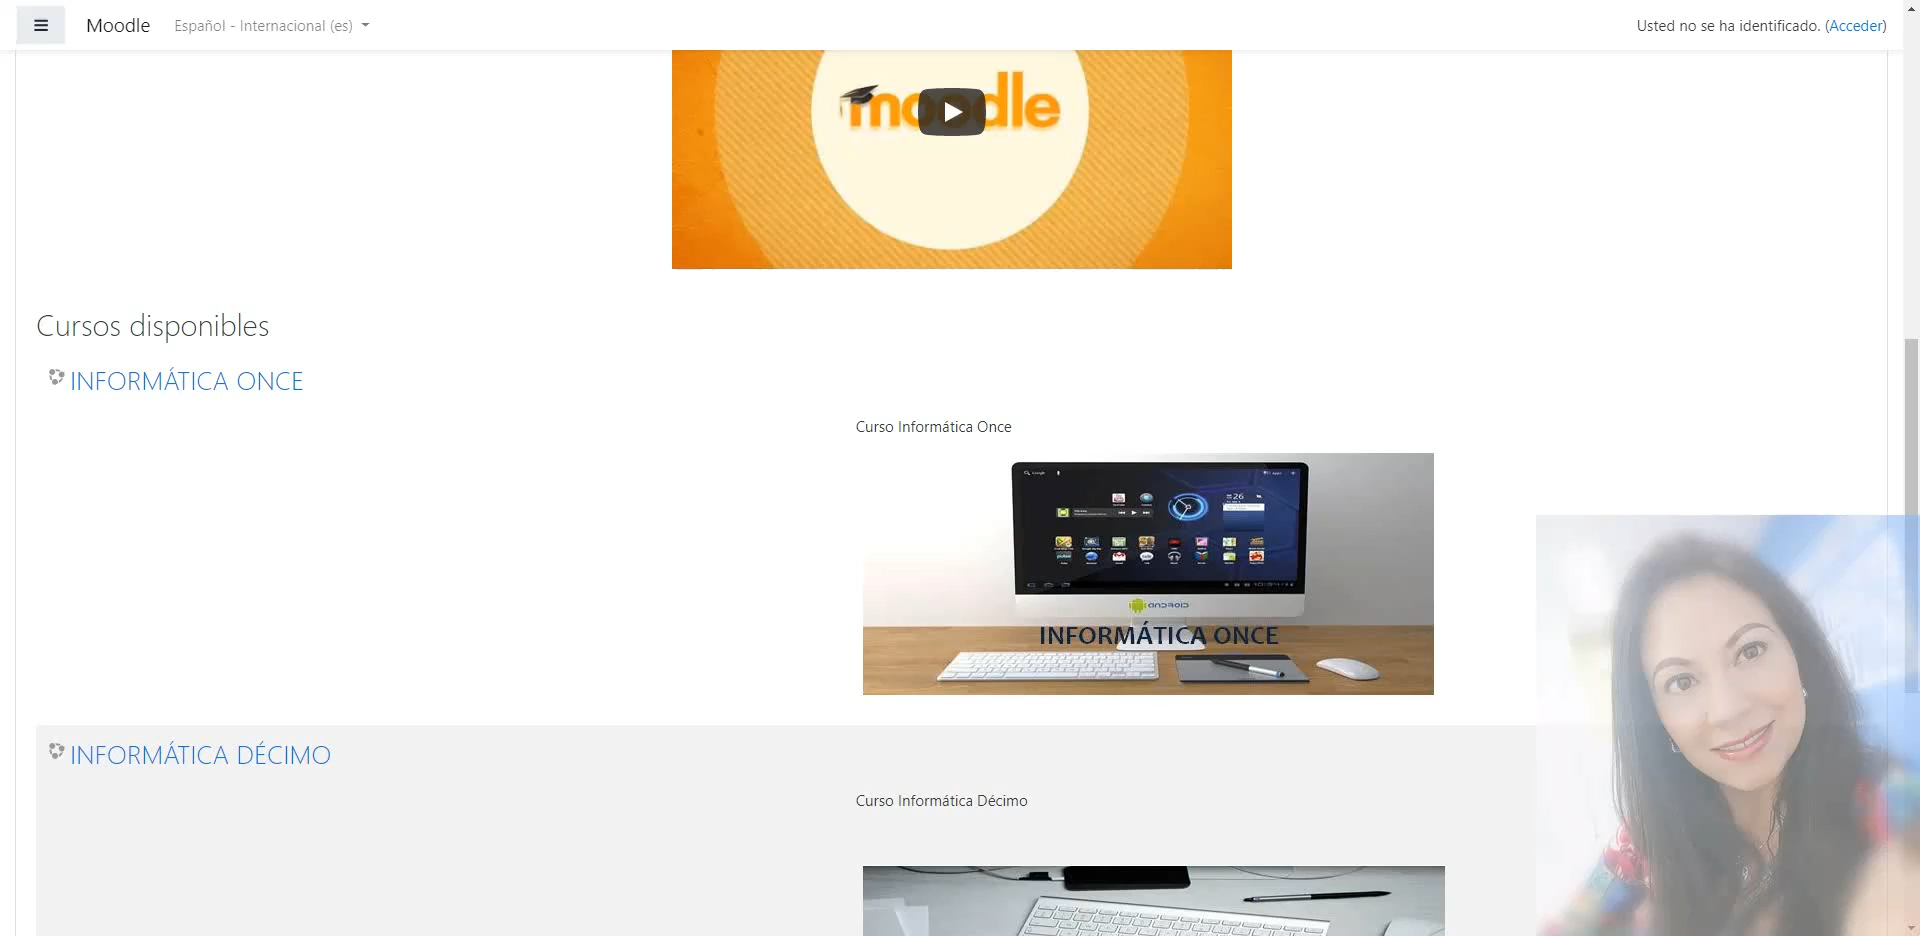 Moodle
Español - Internacional (es)
Usted no se ha identificado. (Acceder)
moodle
Cursos disponibles
INFORMÁTICA ONCE
Curso Informática Once
26
ANDROID
INFORMÁTICA ONCE
INFORMÁTICA DÉCIMO
Curso Informática Décimo